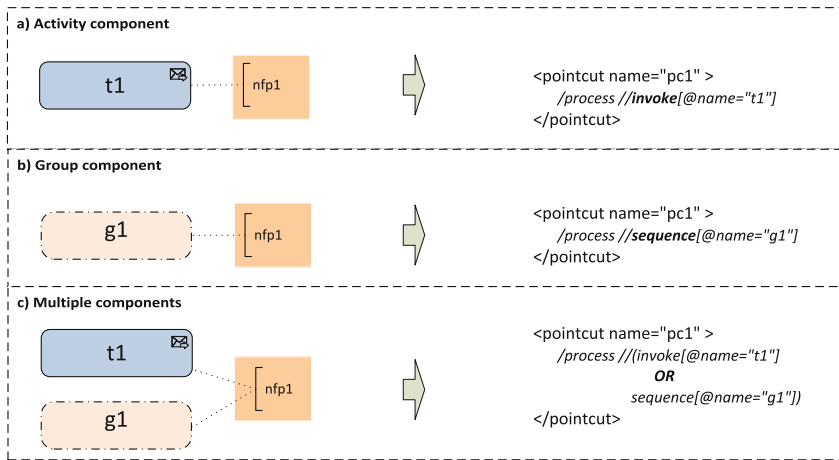 a) Activity component
t1
nfp1
<pointcut name="pc1" >
/process //invoke[@name="t1"]
</pointcut>
b) Group component
g1
nfp1
<pointcut name="pc1" >
/process //sequence[@name="g1"]
</pointcut>
c) Multiple components
t1
g1
nfp1
<pointcut name="pc1" >
/process //(invoke[@name="t1"]
OR
sequence[@name="g1"])
</pointcut>